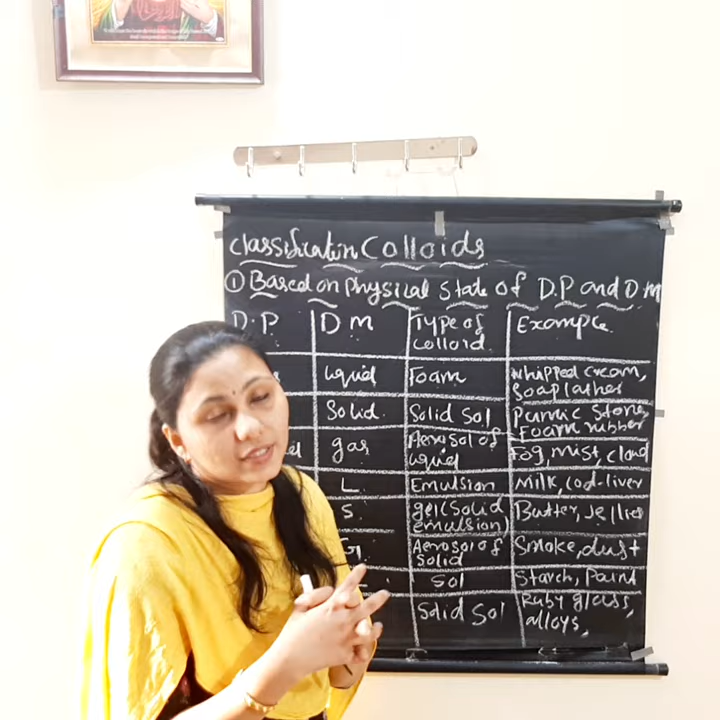 Classification Colloids
① Based on physical state of D.P and D.M
D.P D M Type of colloid Example
Liquid Foam Whipped cream, Soaplather
Solid. Solid Sol Pumic Stone, Foam rubber
gas Aerosol of liquid Fog, mist, cloud
L Emulsion milk, cod-liver
S. gel (Solid emulsion) Butter, Jellies
G Aerosol of Solid Smoke, dust
Sol Starch, Paint
Solid Sol Ruby glass, alloys,